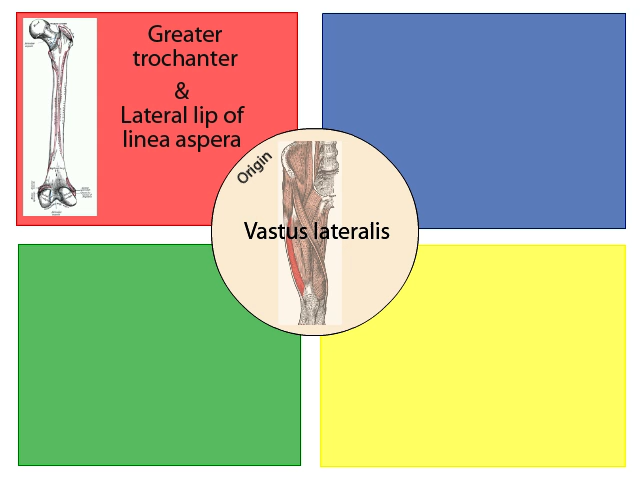 Greater
trochanter
&
Lateral lip of
linea aspera
Origin
Vastus lateralis